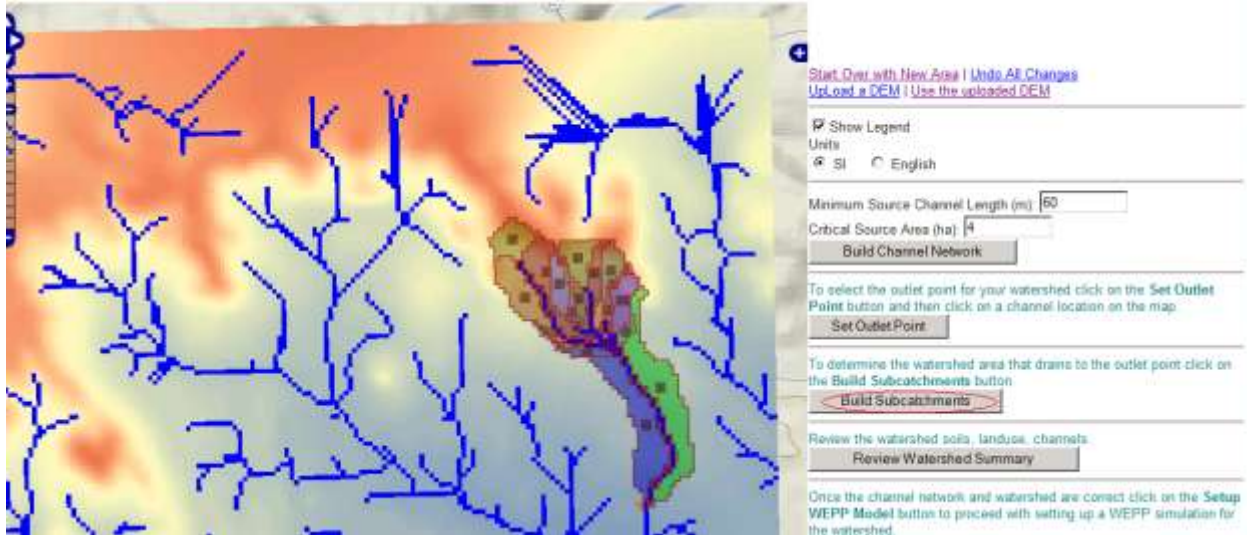 Start Over with New Area | Undo All Changes
UpLoad a DEM | Use the uploaded DEM
Show Legend
Units
SI English
Minimum Source Channel Length (m): 60
Critical Source Area (ha): 4
Build Channel Network
To select the outlet point for your watershed click on the Set Outlet
Point button and then click on a channel location on the map.
Set Outlet Point
To determine the watershed area that drains to the outlet point click on
the Build Subcatchments button
Build Subcatchments
Review the watershed soils, landuse, channels.
Review Watershed Summary
Once the channel network and watershed are correct click on the Setup
WEPP Model button to proceed with setting up a WEPP simulation for
the watershed.